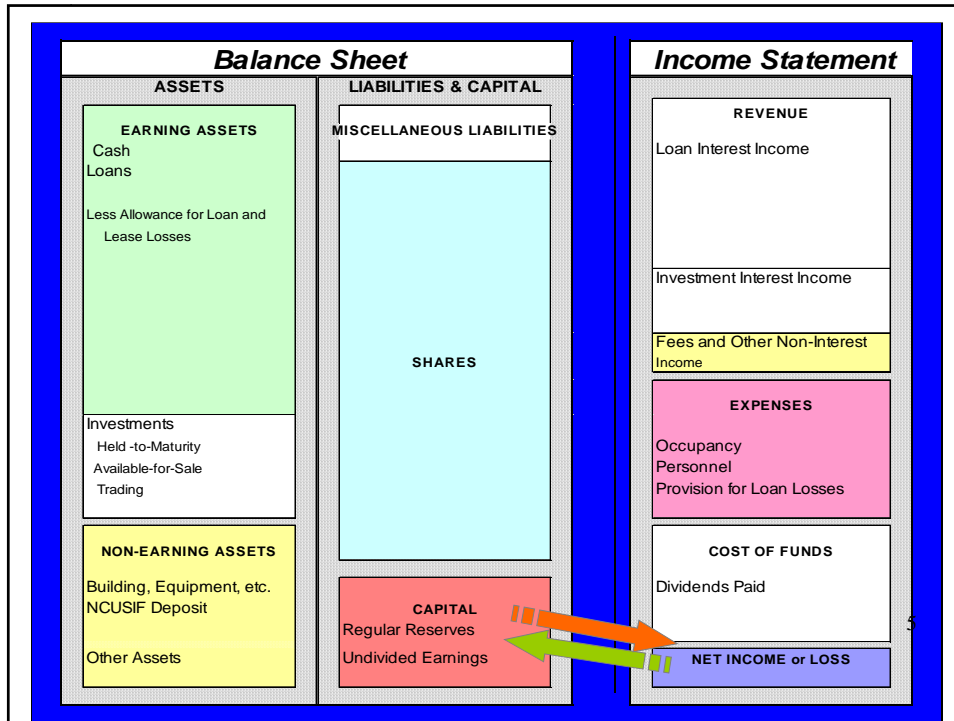 Balance Sheet
ASSETS
LIABILITIES & CAPITAL
EARNING ASSETS
Cash
Loans
Less Allowance for Loan and
Lease Losses
Investments
Held -to-Maturity
Available-for-Sale
Trading
NON-EARNING ASSETS
Building, Equipment, etc.
NCUSIF Deposit
Other Assets
MISCELLANEOUS LIABILITIES
SHARES
CAPITAL
Regular Reserves
Undivided Earnings
Income Statement
REVENUE
Loan Interest Income
Investment Interest Income
Fees and Other Non-Interest
Income
EXPENSES
Occupancy
Personnel
Provision for Loan Losses
COST OF FUNDS
Dividends Paid
5
NET INCOME or LOSS